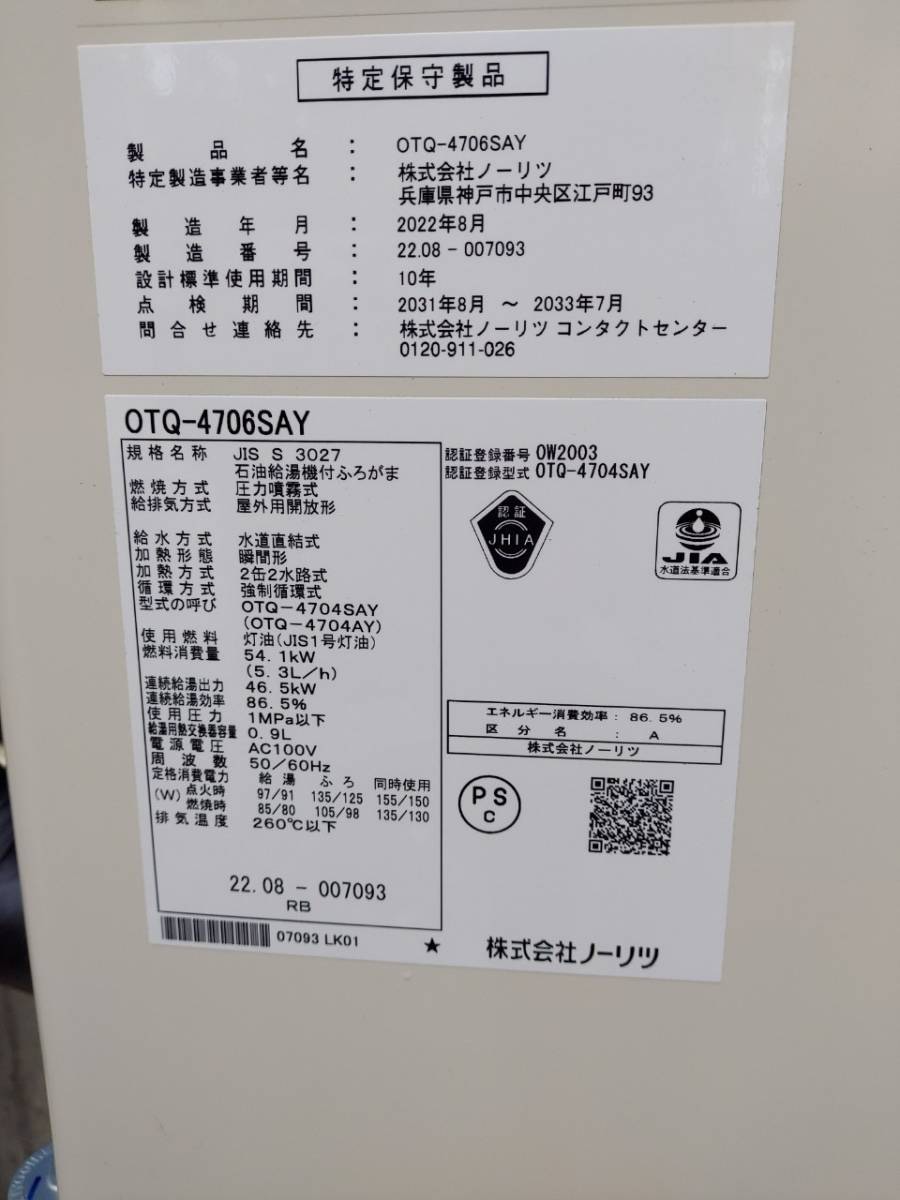 特定保守製品
製品名 : OTQ-4706SAY
特定製造事業者等名 : 株式会社ノーリツ
兵庫県神戸市中央区江戸町93
製造年月 : 2022年8月
製造番号 : 22.08-007093
設計標準使用期間 : 10年
点検期間 : 2031年8月 ～ 2033年7月
問合せ連絡先 : 株式会社ノーリツ コンタクトセンター
0120-911-026
OTQ-4706SAY
規格名称 JIS S 3027
石油給湯機付ふろがま
燃焼方式 圧力噴霧式
給排気方式 屋外用開放形
給水方式 水道直結式
加熱形態 瞬間形
加熱方式 2缶2水路式
循環方式 強制循環式
型式の呼び OTQ-4704SAY
(OTQ-4704AY)
使用燃料 灯油(JIS1号灯油)
燃料消費量 54.1kW
(5.3L/h)
連続給湯出力 46.5kW
連続給湯効率 86.5%
使用圧力 1MPa以下
給湯用熱交換器容量 0.9L
電源電圧 AC100V
周波数 50/60Hz
定格消費電力 給湯 ふろ 同時使用
(W) 点火時 97/91 135/125 155/150
燃焼時 85/80 105/98 135/130
排気温度 260℃以下
22.08-007093
RB
07093 LK01
★
認証登録番号 OW2003
認証登録型式 OTQ-4704SAY
認証
JHIA
JIA
水道法基準適合
エネルギー消費効率: 86.5%
区分名 : A
株式会社ノーリツ
PS
C
株式会社ノーリツ